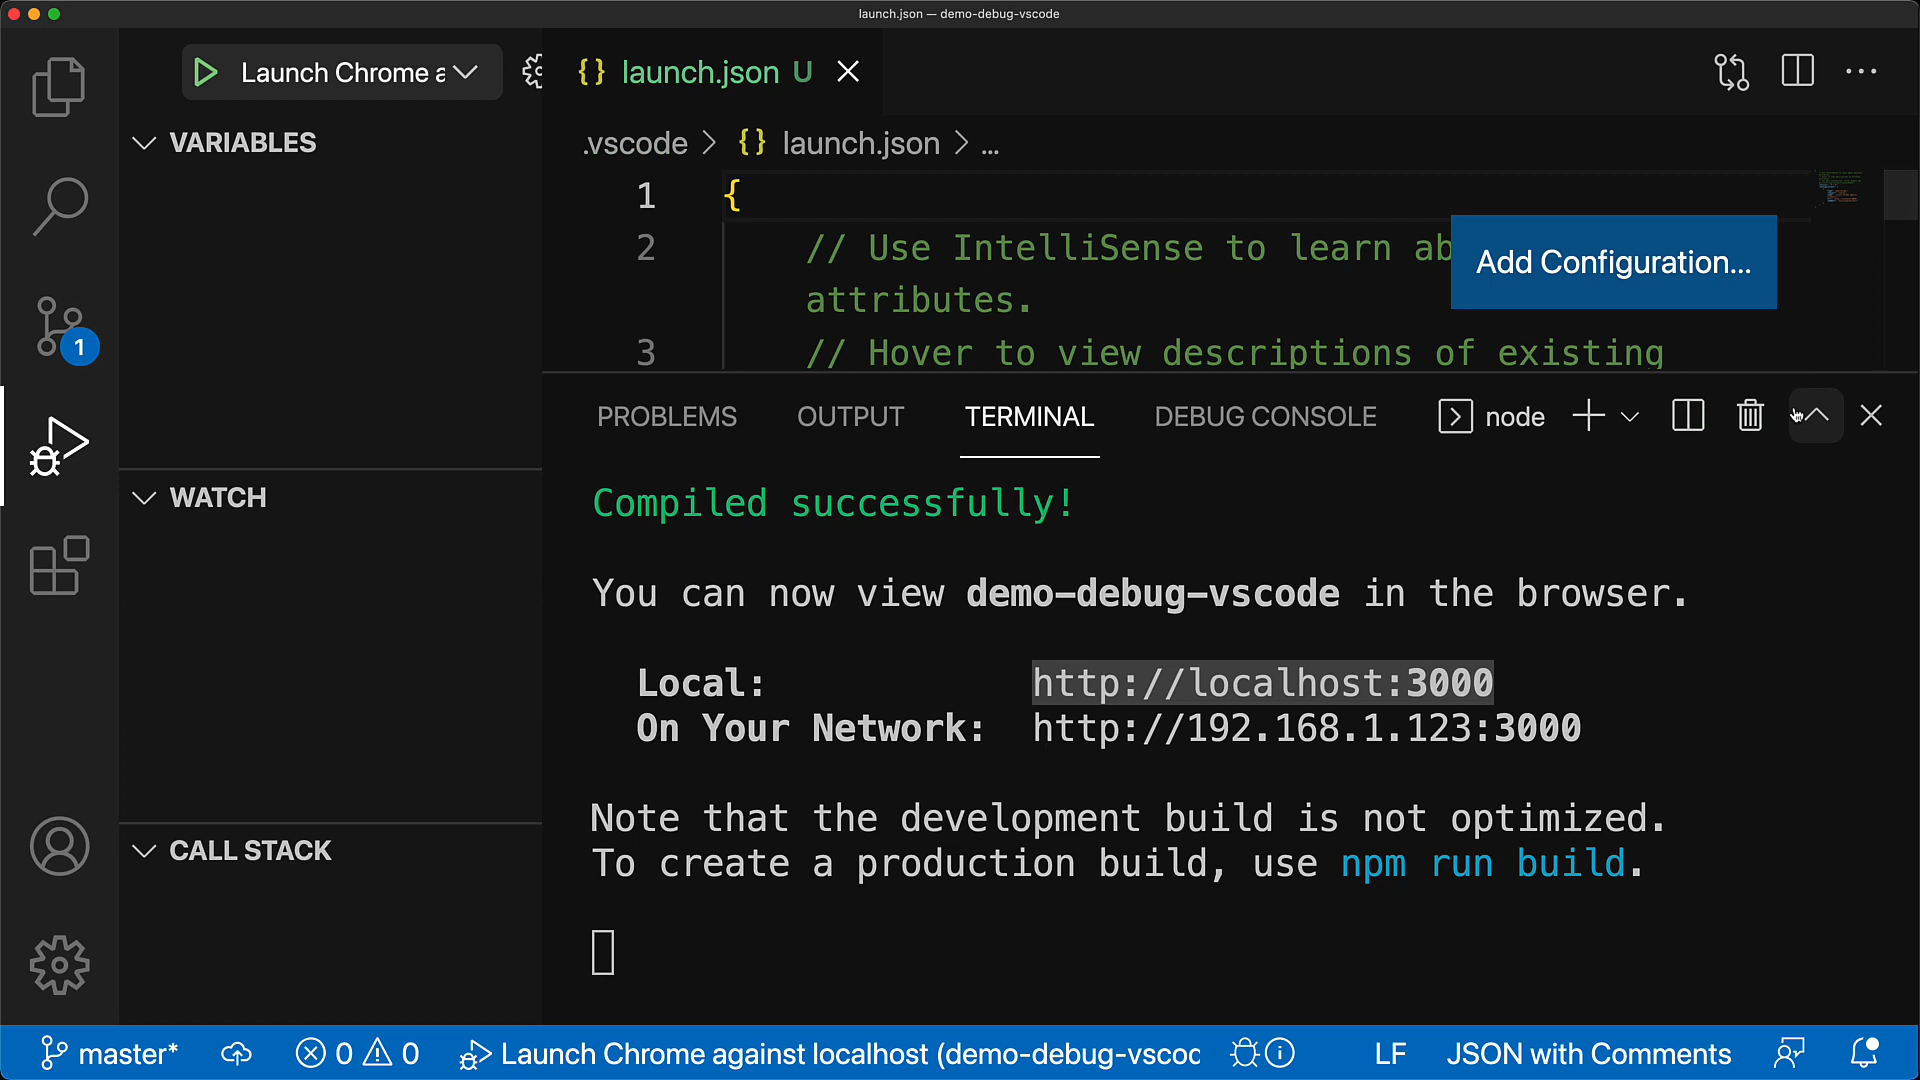 launch.json — demo-debug-vscode
Launch Chrome a
{} launch.json U
VARIABLES
.vscode > {} launch.json > ...
1 {
2 // Use IntelliSense to learn ab
attributes.
Add Configuration...
3 // Hover to view descriptions of existing
1
PROBLEMS OUTPUT TERMINAL DEBUG CONSOLE node
WATCH
Compiled successfully!
You can now view demo-debug-vscode in the browser.
Local: http://localhost:3000
On Your Network: http://192.168.1.123:3000
CALL STACK
Note that the development build is not optimized.
To create a production build, use npm run build.
master* 0 0 Launch Chrome against localhost (demo-debug-vscoc LF JSON with Comments